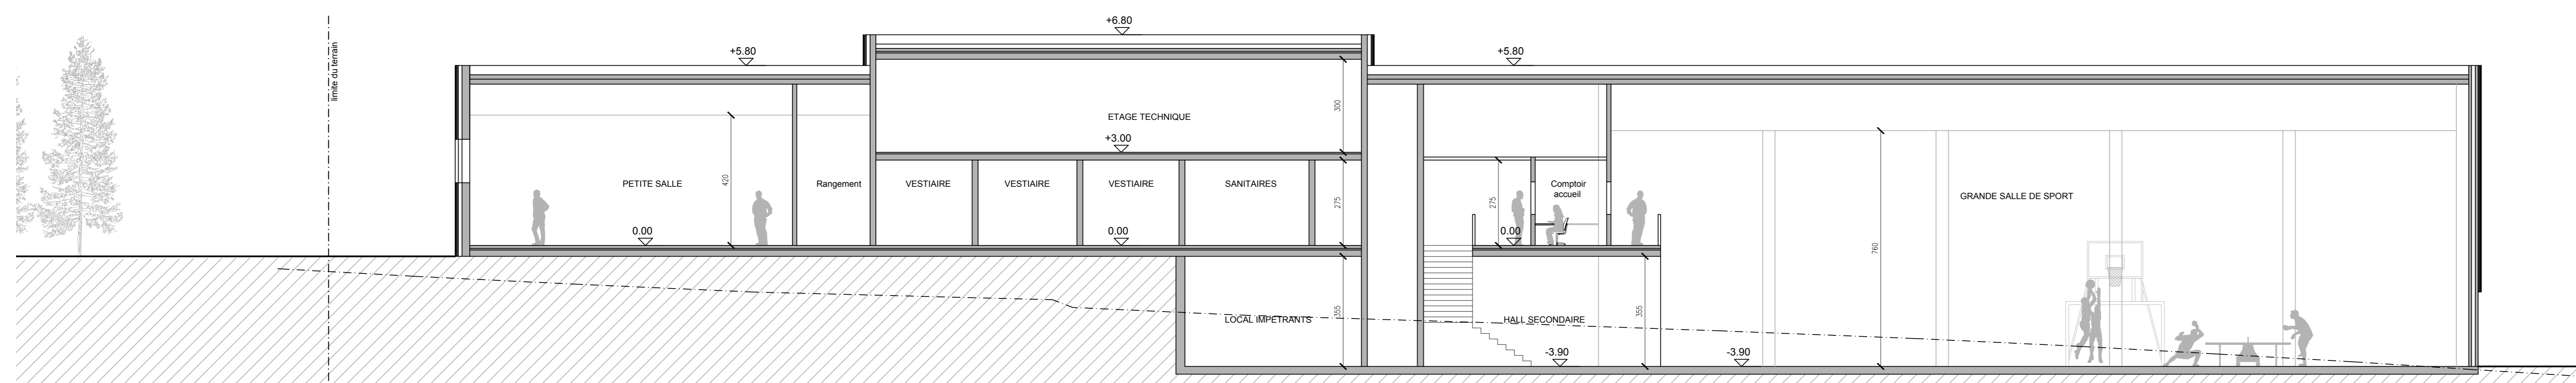 +6.80
+5.80
+5.80
limite du terrain
300
ETAGE TECHNIQUE
+3.00
PETITE SALLE
420
Rangement
VESTIAIRE
VESTIAIRE
VESTIAIRE
SANITAIRES
275
275
Comptoir
accueil
GRANDE SALLE DE SPORT
0.00
0.00
0.00
760
LOCAL IMPETRANTS
355
HALL SECONDAIRE
355
-3.90
-3.90